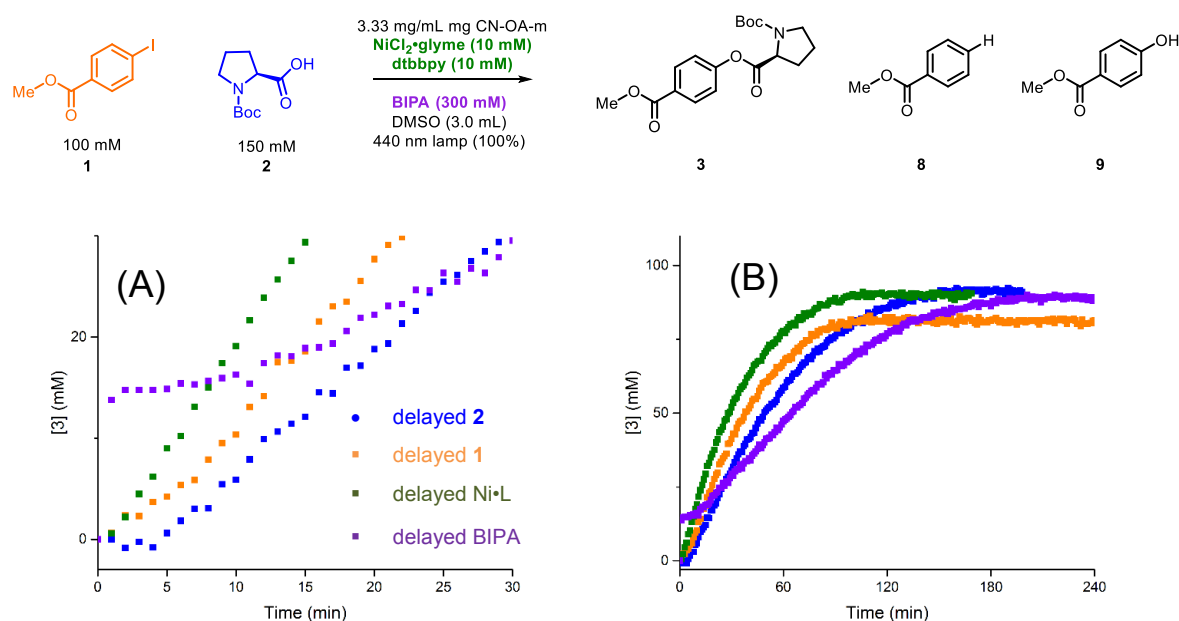 3.33 mg/mL mg CN-OA-m
NiCl₂•glyme (10 mM)
dtbbpy (10 mM)
BIPA (300 mM)
DMSO (3.0 mL)
440 nm lamp (100%)
I
Me
O
O
100 mM
1
OH
N
O
Boc
150 mM
2
Boc
N
O
O
Me
O
O
3
H
Me
O
O
8
OH
Me
O
O
9
(A)
[3] (mM)
20
0
delayed 2
delayed 1
delayed Ni•L
delayed BIPA
0 5 10 15 20 25 30
Time (min)
(B)
[3] (mM)
100
50
0
0 60 120 180 240
Time (min)